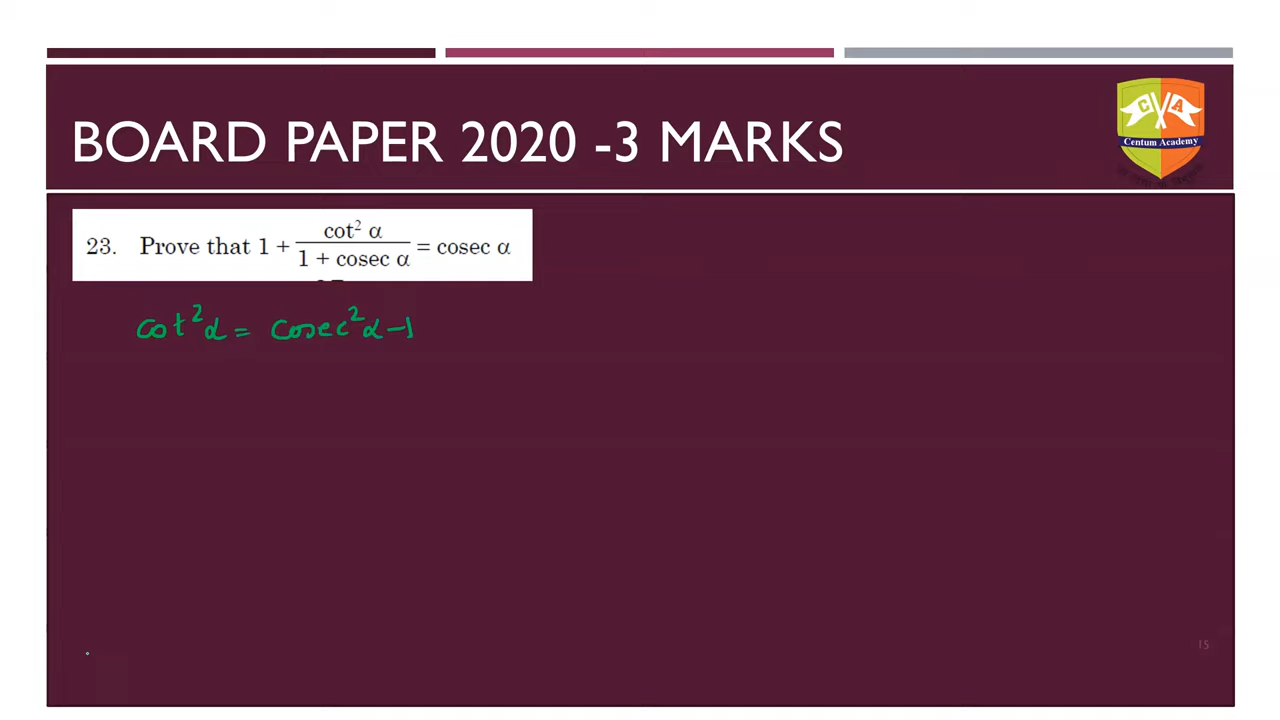 BOARD PAPER 2020 -3 MARKS
C A
Centum Academy
23. Prove that 1 + cot² α / 1 + cosec α = cosec α
cot²α = cosec²α-1
15